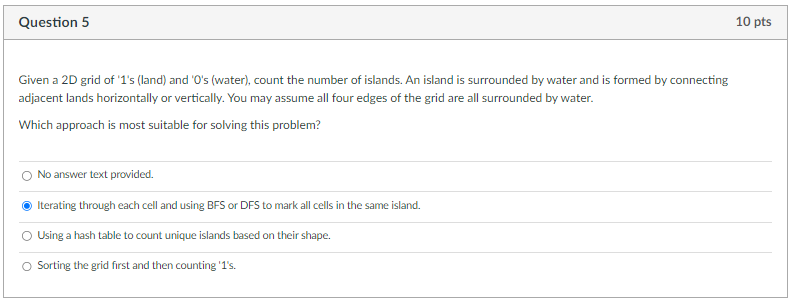 Question 5
10 pts
Given a 2D grid of '1's (land) and '0's (water), count the number of islands. An island is surrounded by water and is formed by connecting
adjacent lands horizontally or vertically. You may assume all four edges of the grid are all surrounded by water.
Which approach is most suitable for solving this problem?
No answer text provided.
Iterating through each cell and using BFS or DFS to mark all cells in the same island.
Using a hash table to count unique islands based on their shape.
Sorting the grid first and then counting '1's.